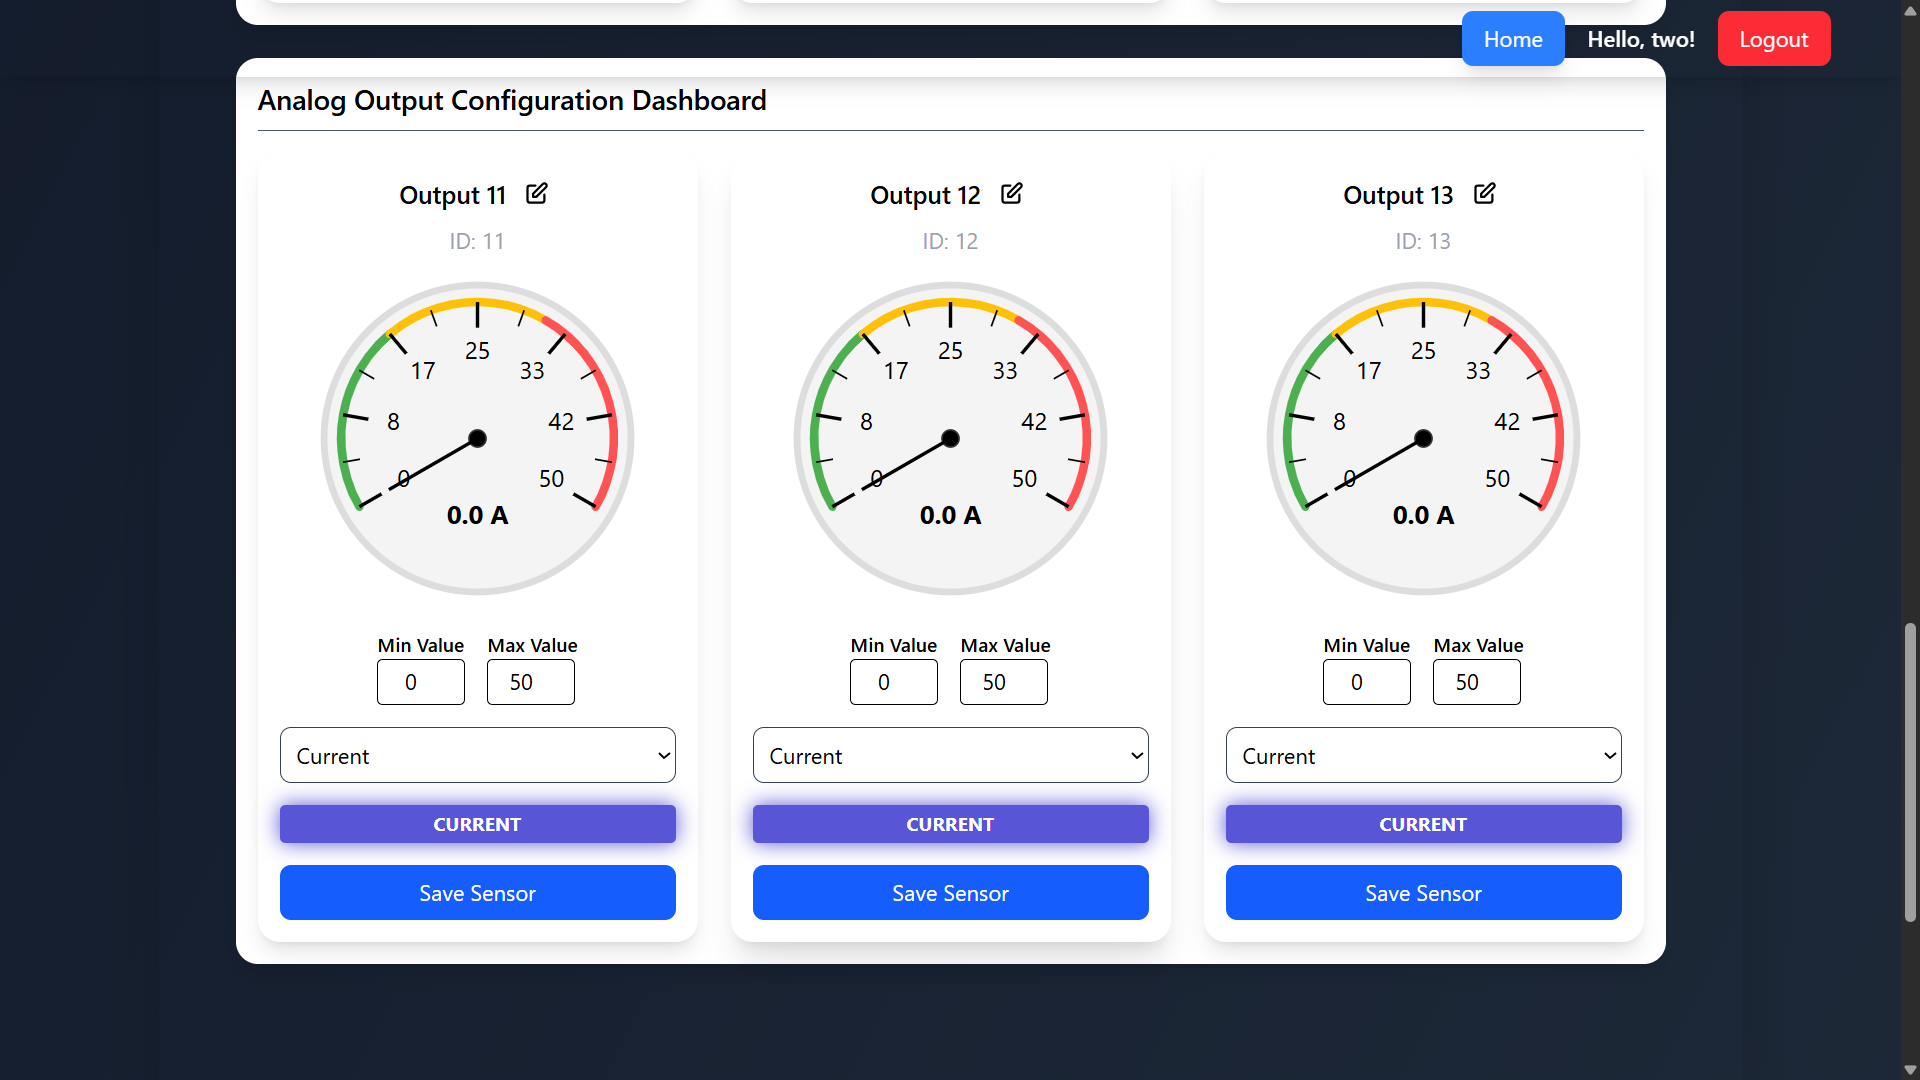 Home Hello, two! Logout
Analog Output Configuration Dashboard
Output 11
ID: 11
25
17
33
8
42
0
50
0.0 A
Min Value Max Value
0 50
Current
CURRENT
Save Sensor
Output 12
ID: 12
25
17
33
8
42
0
50
0.0 A
Min Value Max Value
0 50
Current
CURRENT
Save Sensor
Output 13
ID: 13
25
17
33
8
42
0
50
0.0 A
Min Value Max Value
0 50
Current
CURRENT
Save Sensor